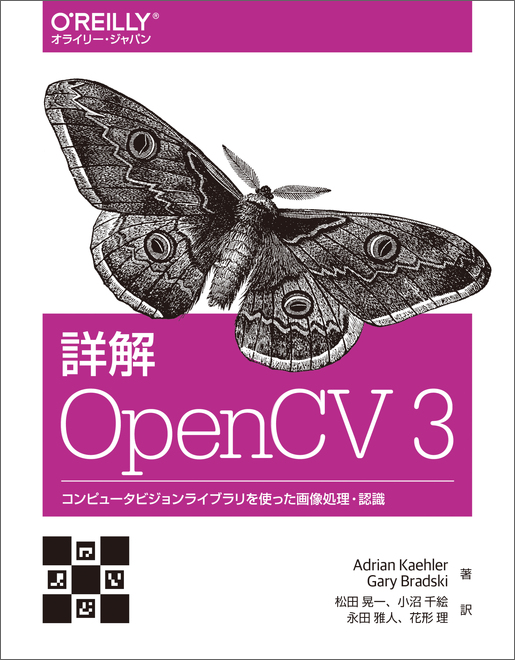 O'REILLY®
オライリー・ジャパン
詳解
OpenCV 3
コンピュータビジョンライブラリを使った画像処理・認識
Adrian Kaehler
Gary Bradski 著
松田 晃一、小沼 千絵
永田 雅人、花形 理 訳